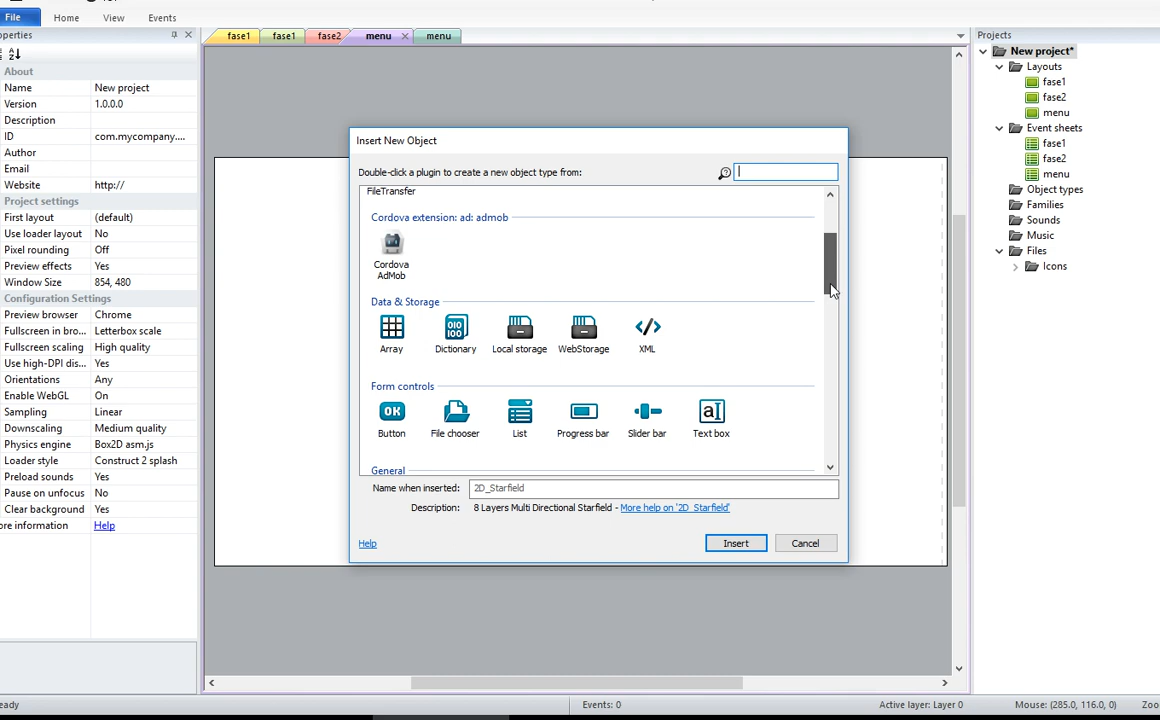 File Home View Events
operties
fase1 fase1 fase2 menu menu
Projects
About
Name New project
Version 1.0.0.0
Description
ID com.mycompany....
Author
Email
Website http://
Project settings
First layout (default)
Use loader layout No
Pixel rounding Off
Preview effects Yes
Window Size 854, 480
Configuration Settings
Preview browser Chrome
Fullscreen in bro... Letterbox scale
Fullscreen scaling High quality
Use high-DPI dis... Yes
Orientations Any
Enable WebGL On
Sampling Linear
Downscaling Medium quality
Physics engine Box2D asm.js
Loader style Construct 2 splash
Preload sounds Yes
Pause on unfocus No
Clear background Yes
ore information Help
Insert New Object
Double-click a plugin to create a new object type from:
FileTransfer
Cordova extension: ad: admob
Cordova
AdMob
Data & Storage
Array Dictionary Local storage WebStorage XML
Form controls
Button File chooser List Progress bar Slider bar Text box
General
Name when inserted: 2D_Starfield
Description: 8 Layers Multi Directional Starfield - More help on '2D_Starfield'
Help Insert Cancel
New project*
Layouts
fase1
fase2
menu
Event sheets
fase1
fase2
menu
Object types
Families
Sounds
Music
Files
Icons
eady Events: 0 Active layer: Layer 0 Mouse: (285.0, 116.0, 0) Zoo